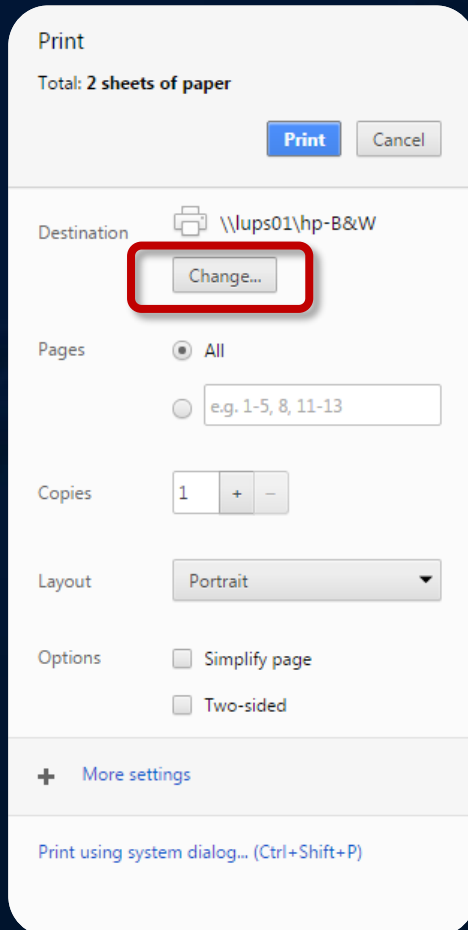 Print
Total: 2 sheets of paper
Print Cancel
Destination \\lups01\hp-B&W
Change...
Pages All
e.g. 1-5, 8, 11-13
Copies 1 + −
Layout Portrait
Options Simplify page
Two-sided
+ More settings
Print using system dialog... (Ctrl+Shift+P)